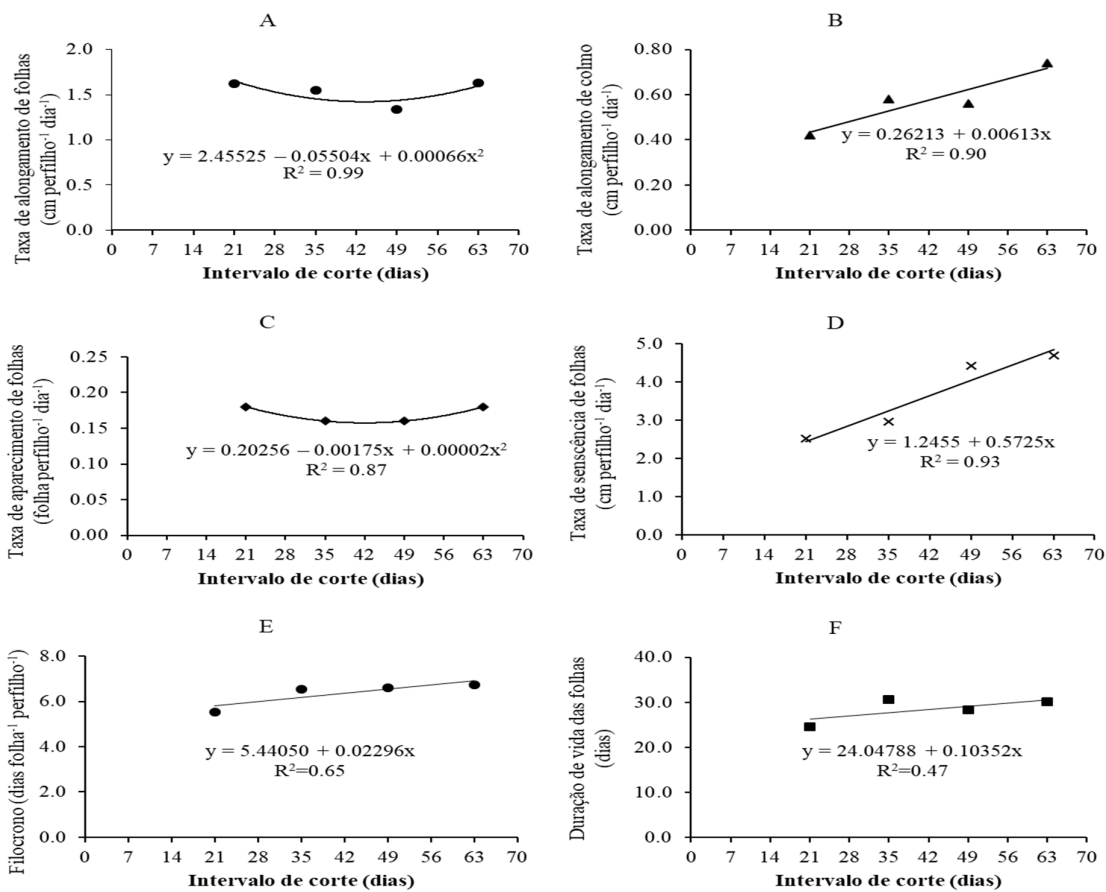 A
Taxa de alongamento de folhas
(cm perfilho⁻¹ dia⁻¹)
2.0
1.5
1.0
0.5
0.0
y = 2.45525 – 0.05504x + 0.00066x²
R² = 0.99
0 7 14 21 28 35 42 49 56 63 70
Intervalo de corte (dias)
B
Taxa de alongamento de colmo
(cm perfilho⁻¹ dia⁻¹)
0.80
0.60
0.40
0.20
0.00
y = 0.26213 + 0.00613x
R² = 0.90
0 7 14 21 28 35 42 49 56 63 70
Intervalo de corte (dias)
C
Taxa de aparecimento de folhas
(folha perfilho⁻¹ dia⁻¹)
0.25
0.20
0.15
0.10
0.05
0.00
y = 0.20256 – 0.00175x + 0.00002x²
R² = 0.87
0 7 14 21 28 35 42 49 56 63 70
Intervalo de corte (dias)
D
Taxa de senscência de folhas
(cm perfilho⁻¹ dia⁻¹)
5.0
4.0
3.0
2.0
1.0
0.0
y = 1.2455 + 0.5725x
R² = 0.93
0 7 14 21 28 35 42 49 56 63 70
Intervalo de corte (dias)
E
Filocrono (dias folha⁻¹ perfilho⁻¹)
8.0
6.0
4.0
2.0
0.0
y = 5.44050 + 0.02296x
R²=0.65
0 7 14 21 28 35 42 49 56 63 70
Intervalo de corte (dias)
F
Duração de vida das folhas
(dias)
40.0
30.0
20.0
10.0
0.0
y = 24.04788 + 0.10352x
R²=0.47
0 7 14 21 28 35 42 49 56 63 70
Intervalo de corte (dias)